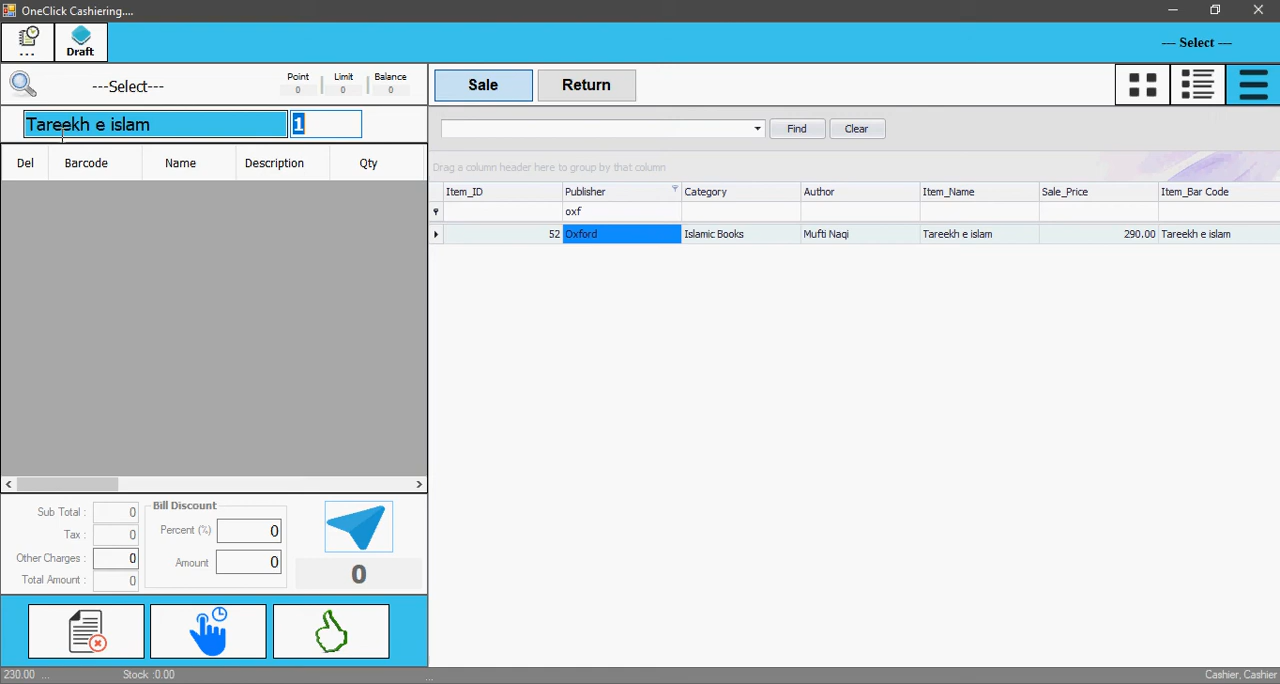 OneClick Cashiering....
...
Draft
--- Select ---
---Select---
Point Limit Balance
0 0 0
Sale
Return
Tareekh e islam
1
Find
Clear
Del Barcode Name Description Qty
Drag a column header here to group by that column
Item_ID Publisher Category Author Item_Name Sale_Price Item_Bar Code
oxf
52 Oxford Islamic Books Mufti Naqi Tareekh e islam 290.00 Tareekh e islam
Sub Total : 0
Tax : 0
Other Charges : 0
Total Amount : 0
Bill Discount
Percent (%) 0
Amount 0
0
230.00 ...
Stock :0.00
...
Cashier, Cashier